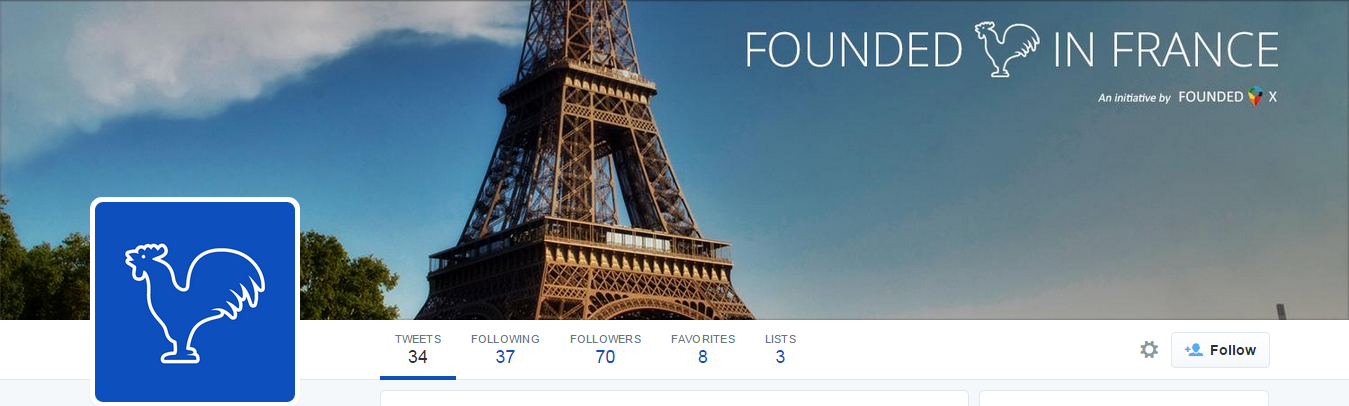 FOUNDED IN FRANCE
An initiative by FOUNDED X
TWEETS FOLLOWING FOLLOWERS FAVORITES LISTS
34 37 70 8 3
Follow